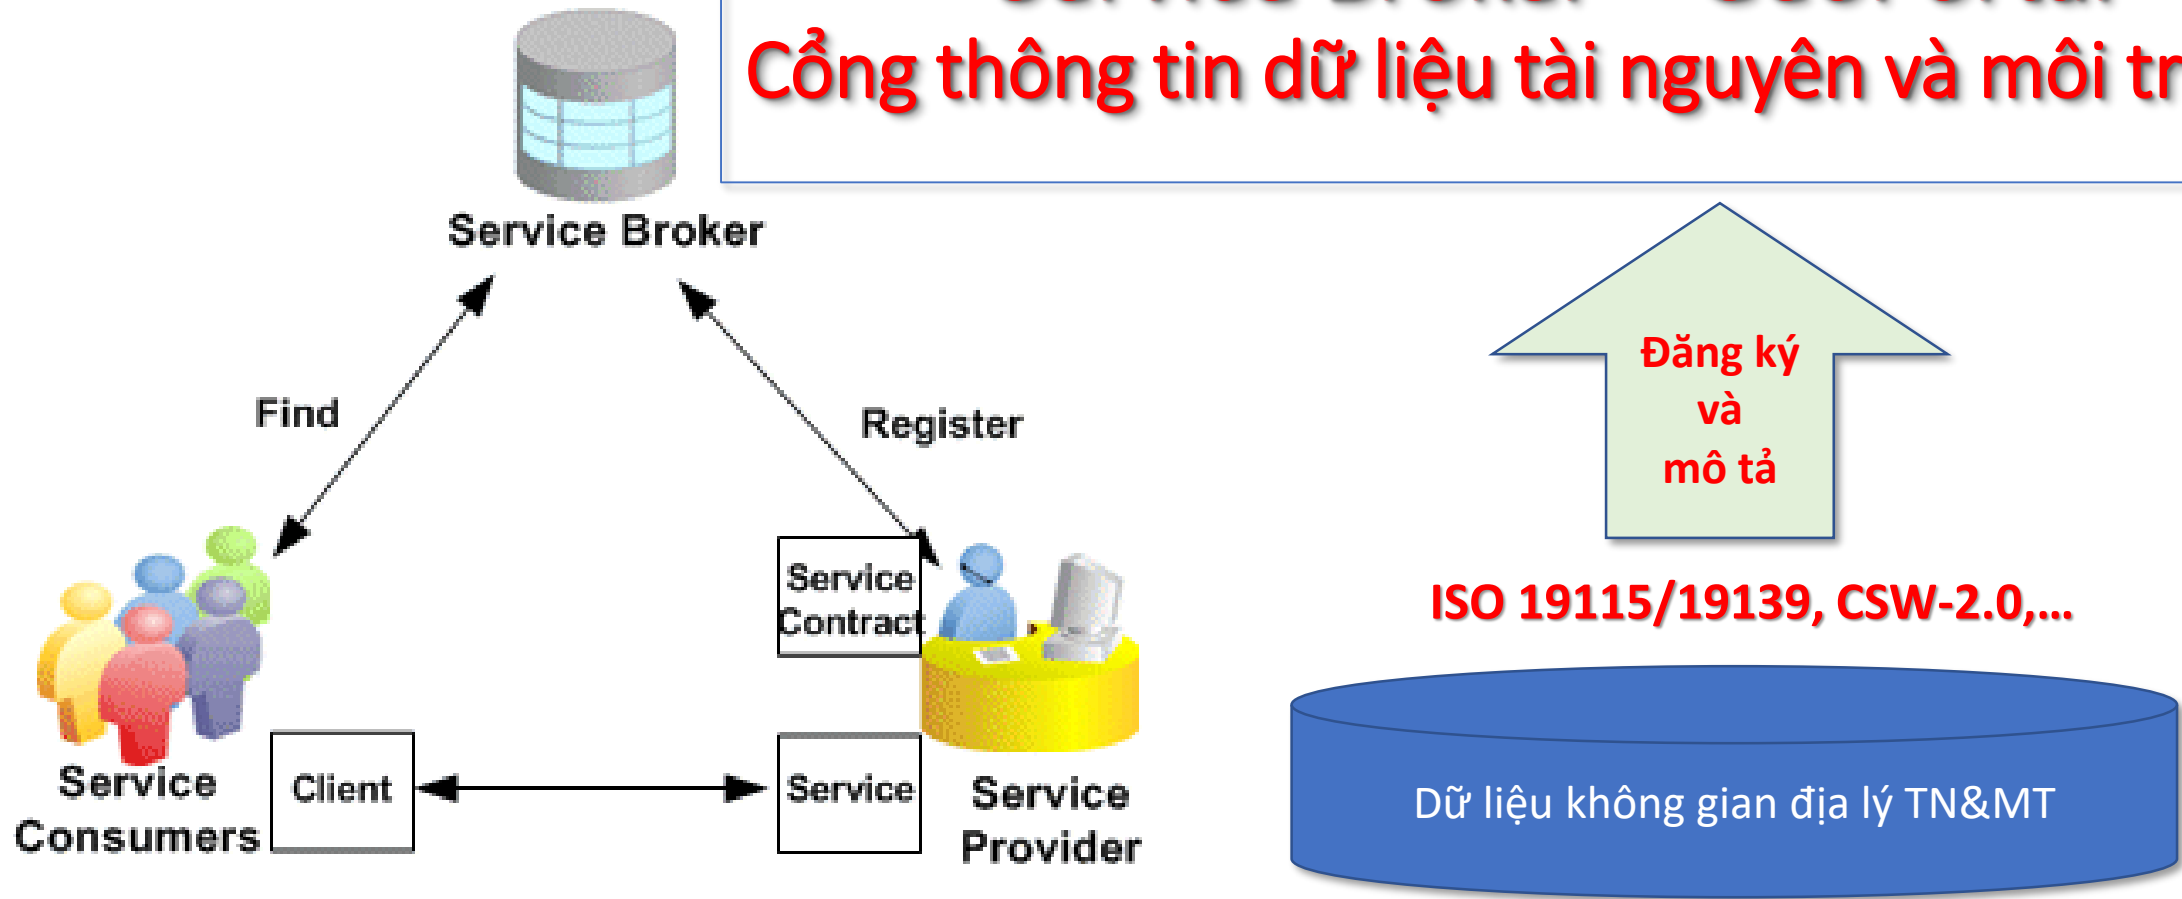 Service Broker
Cổng thông tin dữ liệu tài nguyên và môi tr
Service Broker
Find
Register
Đăng ký
và
mô tả
Service
Contract
ISO 19115/19139, CSW-2.0,...
Service
Consumers
Client
Service
Service
Provider
Dữ liệu không gian địa lý TN&MT